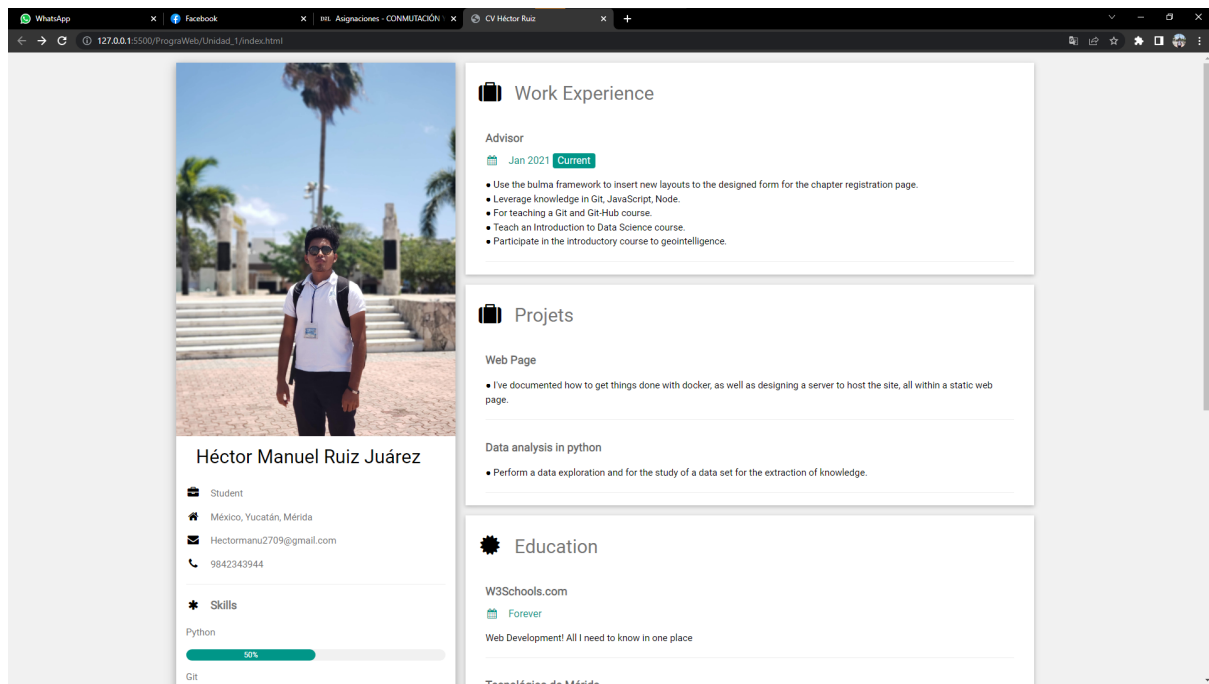 WhatsApp
Facebook
Asignaciones - CONMUTACIÓN Y
CV Héctor Ruiz
127.0.0.1:5500/PrograWeb/Unidad_1/index.html
Héctor Manuel Ruiz Juárez
Student
México, Yucatán, Mérida
Hectormanu2709@gmail.com
9842343944
Skills
Python
50%
Git
Work Experience
Advisor
Jan 2021 Current
● Use the bulma framework to insert new layouts to the designed form for the chapter registration page.
● Leverage knowledge in Git, JavaScript, Node.
● For teaching a Git and Git-Hub course.
● Teach an Introduction to Data Science course.
● Participate in the introductory course to geointelligence.
Projets
Web Page
● I've documented how to get things done with docker, as well as designing a server to host the site, all within a static web
page.
Data analysis in python
● Perform a data exploration and for the study of a data set for the extraction of knowledge.
Education
W3Schools.com
Forever
Web Development! All I need to know in one place
Tecnológico de Mérida